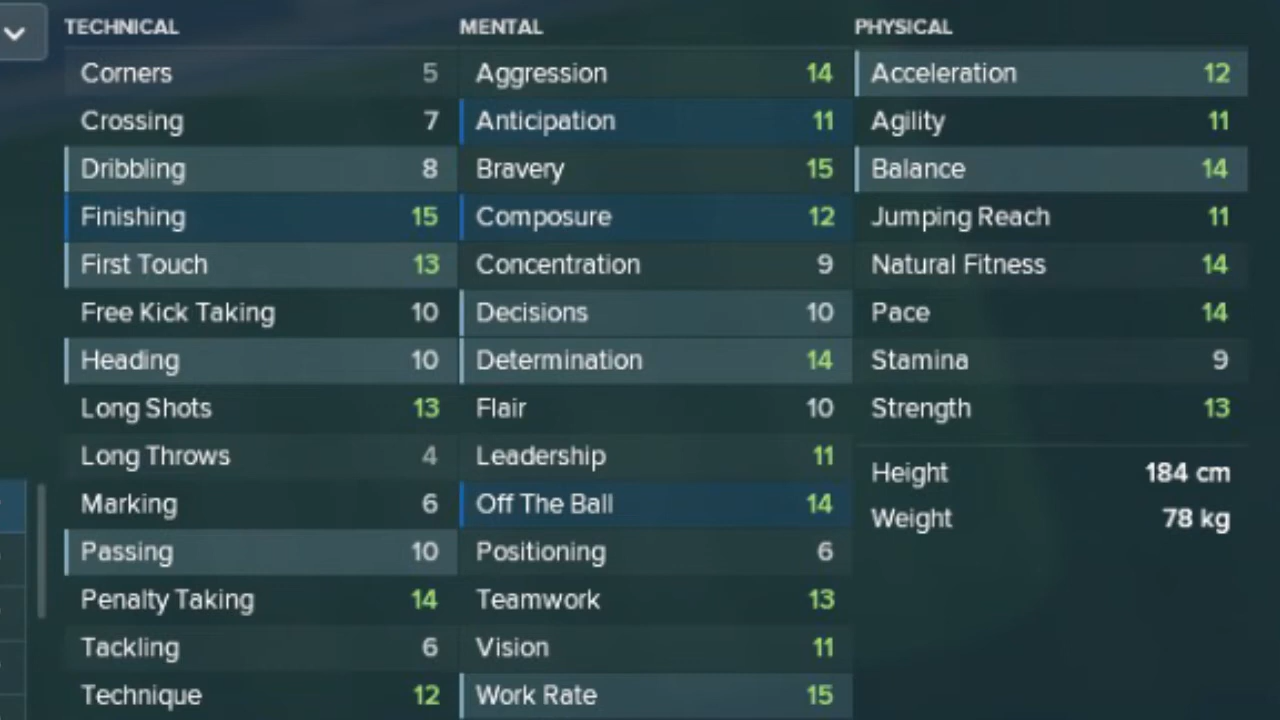 TECHNICAL MENTAL PHYSICAL
Corners 5 Aggression 14 Acceleration 12
Crossing 7 Anticipation 11 Agility 11
Dribbling 8 Bravery 15 Balance 14
Finishing 15 Composure 12 Jumping Reach 11
First Touch 13 Concentration 9 Natural Fitness 14
Free Kick Taking 10 Decisions 10 Pace 14
Heading 10 Determination 14 Stamina 9
Long Shots 13 Flair 10 Strength 13
Long Throws 4 Leadership 11 Height 184 cm
Marking 6 Off The Ball 14 Weight 78 kg
Passing 10 Positioning 6
Penalty Taking 14 Teamwork 13
Tackling 6 Vision 11
Technique 12 Work Rate 15